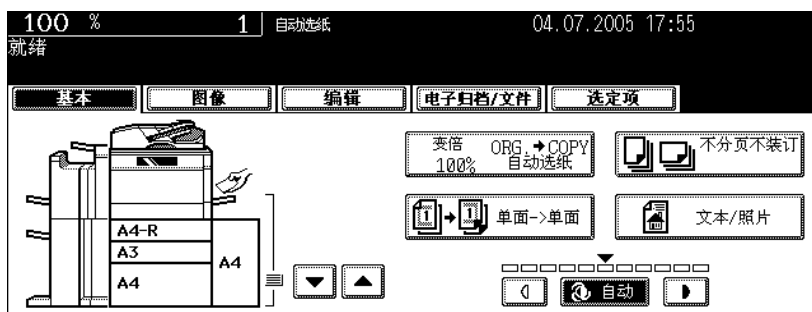 100 % 1 自动选纸 04.07.2005 17:55
就绪
基本 图像 编辑 电子归档/文件 选定项
变倍 ORG.➔COPY
100% 自动选纸
不分页不装订
1➔1 单面->单面
文本/照片
A4-R
A3
A4
A4
自动